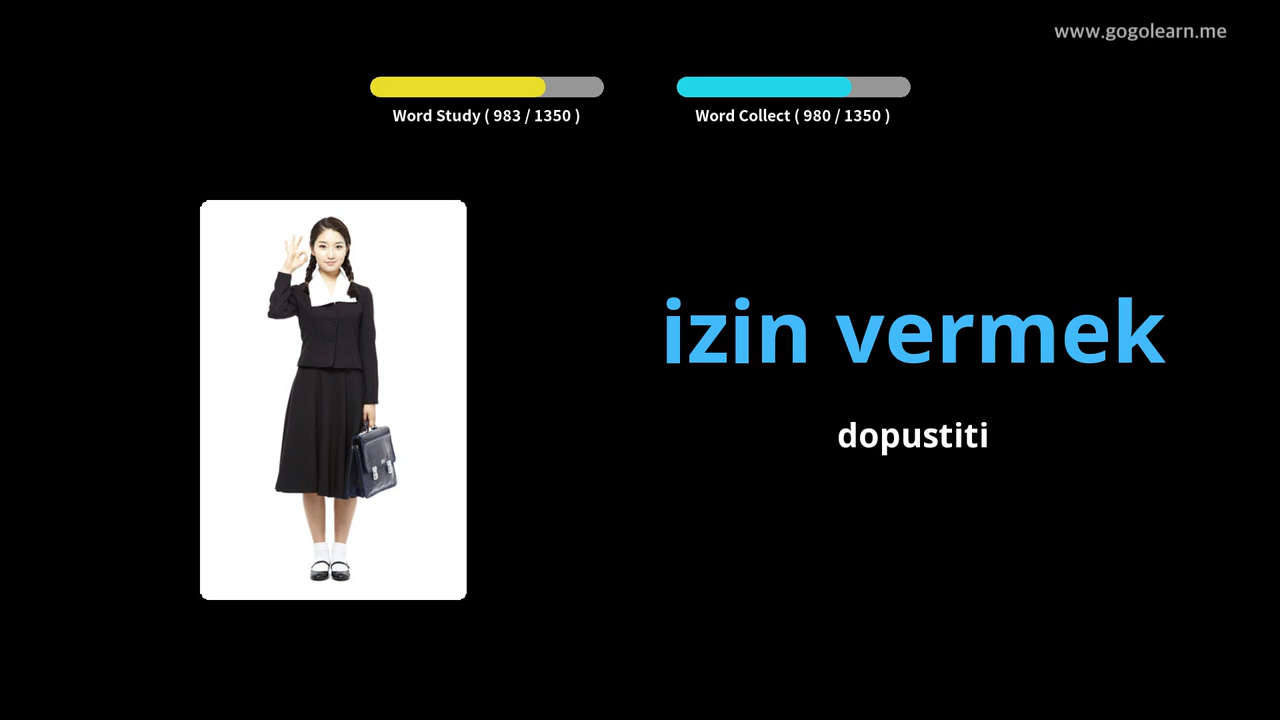 www.gogolearn.me
Word Study ( 983 / 1350 )
Word Collect ( 980 / 1350 )
izin vermek
dopustiti